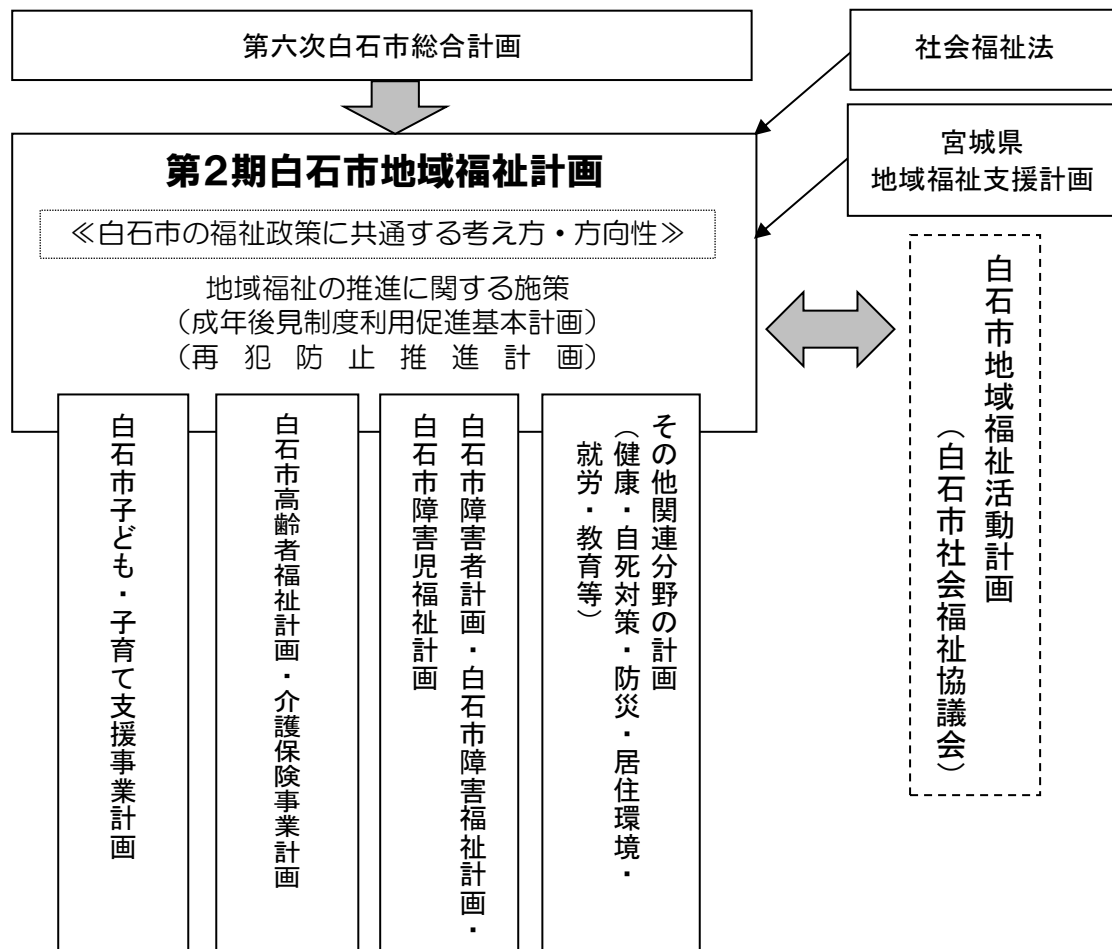 第六次白石市総合計画
社会福祉法
宮城県
地域福祉支援計画
第2期白石市地域福祉計画
≪白石市の福祉政策に共通する考え方・方向性≫
地域福祉の推進に関する施策
（成年後見制度利用促進基本計画）
（再犯防止推進計画）
白石市子ども・子育て支援事業計画
白石市高齢者福祉計画・介護保険事業計画
白石市障害者計画・白石市障害福祉計画・
白石市障害児福祉計画
その他関連分野の計画
（健康・自死対策・防災・居住環境・
就労・教育等）
白石市地域福祉活動計画
（白石市社会福祉協議会）